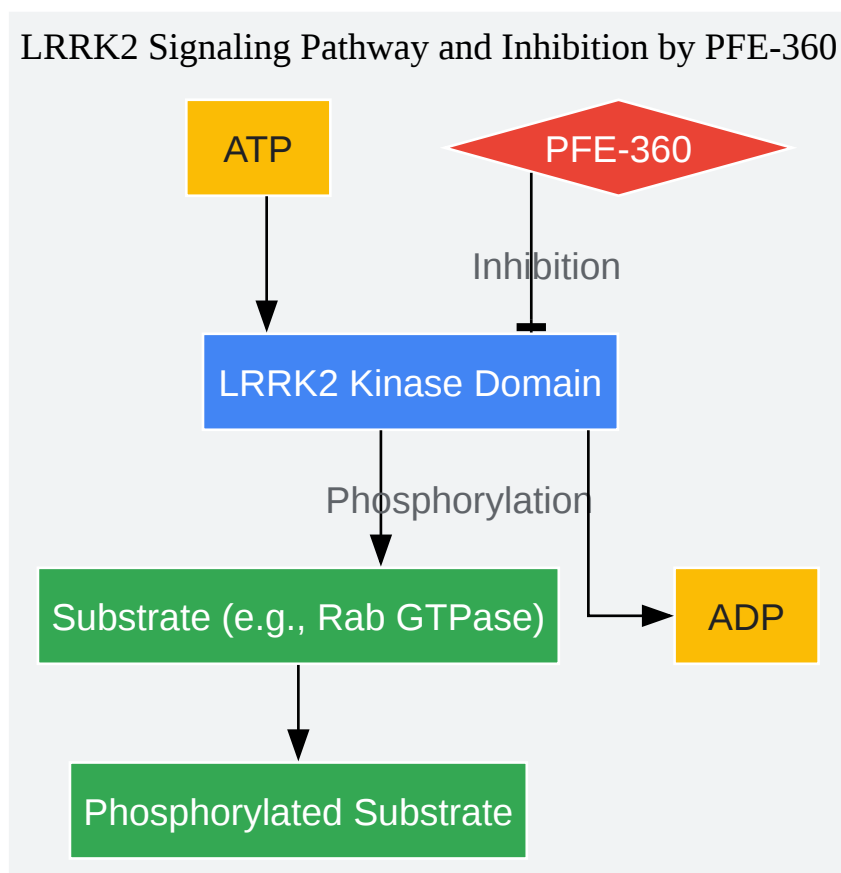 LRRK2 Signaling Pathway and Inhibition by PFE-360
ATP
PFE-360
Inhibition
LRRK2 Kinase Domain
Phosphorylation
Substrate (e.g., Rab GTPase)
ADP
Phosphorylated Substrate